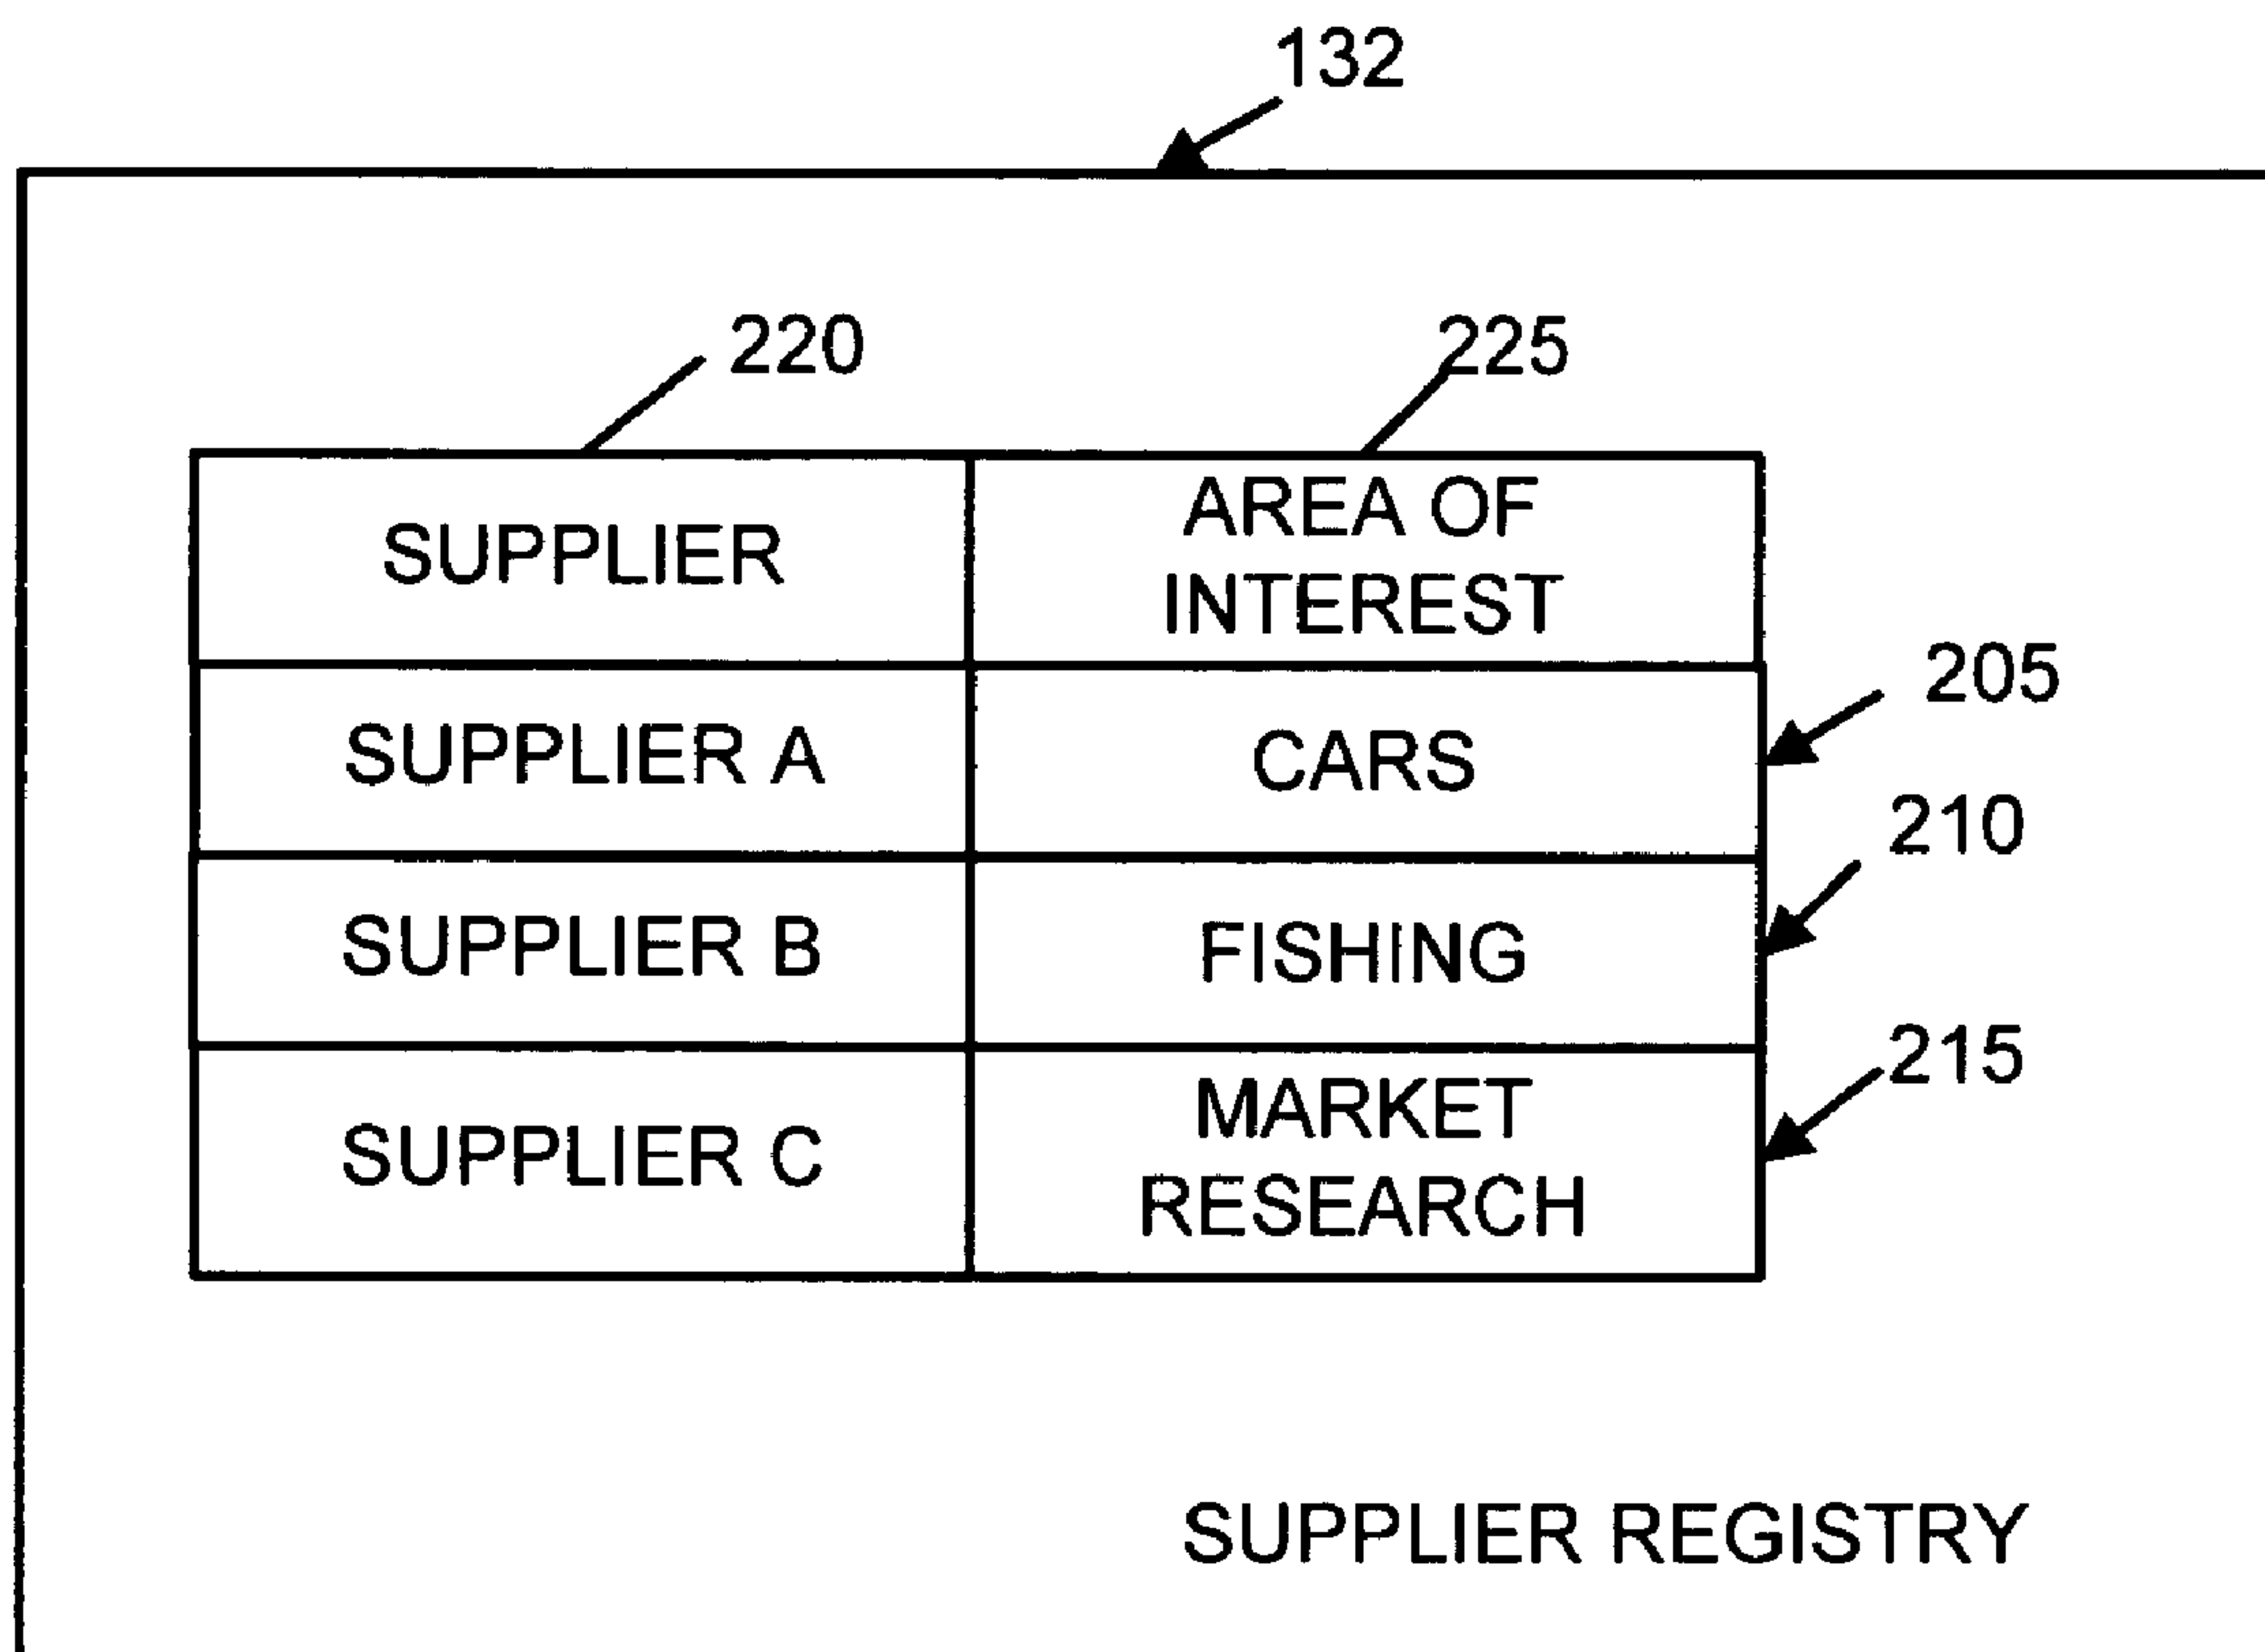 132
220
225
SUPPLIER
AREA OF
INTEREST
205
SUPPLIER A
CARS
210
SUPPLIER B
FISHING
215
SUPPLIER C
MARKET
RESEARCH
SUPPLIER REGISTRY